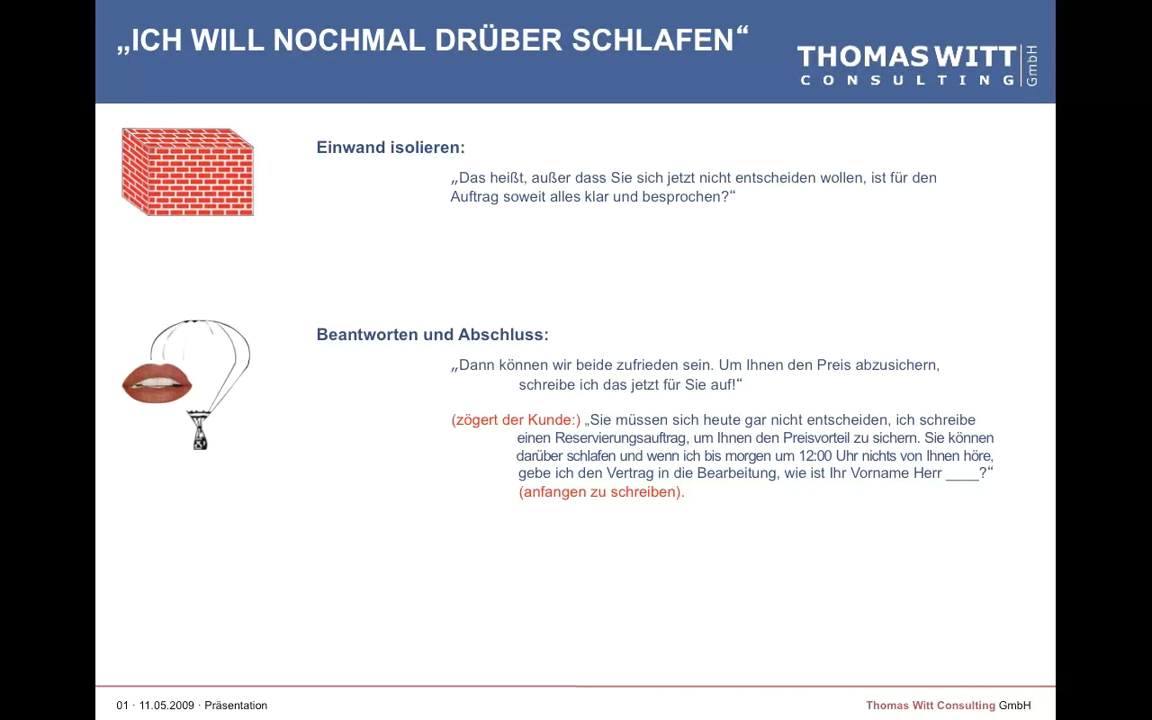 „ICH WILL NOCHMAL DRÜBER SCHLAFEN“
THOMAS WITT
CONSULTING
GmbH
Einwand isolieren:
„Das heißt, außer dass Sie sich jetzt nicht entscheiden wollen, ist für den
Auftrag soweit alles klar und besprochen?“
Beantworten und Abschluss:
„Dann können wir beide zufrieden sein. Um Ihnen den Preis abzusichern,
schreibe ich das jetzt für Sie auf!“
(zögert der Kunde:) „Sie müssen sich heute gar nicht entscheiden, ich schreibe
einen Reservierungsauftrag, um Ihnen den Preisvorteil zu sichern. Sie können
darüber schlafen und wenn ich bis morgen um 12:00 Uhr nichts von Ihnen höre,
gebe ich den Vertrag in die Bearbeitung, wie ist Ihr Vorname Herr ____?“
(anfangen zu schreiben).
01 · 11.05.2009 · Präsentation
Thomas Witt Consulting GmbH